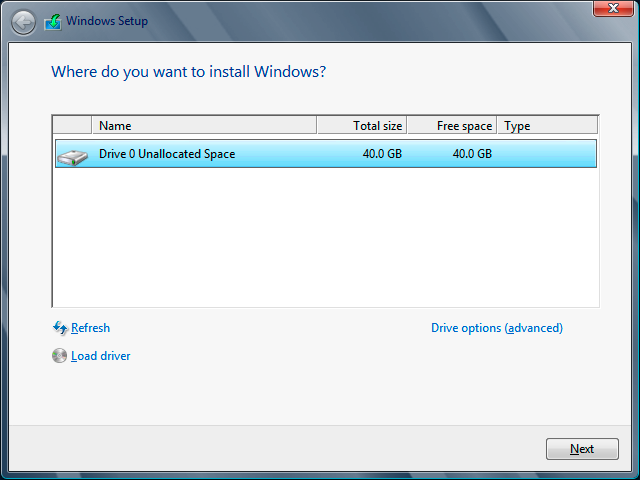 Windows Setup
Where do you want to install Windows?
Name Total size Free space Type
Drive 0 Unallocated Space 40.0 GB 40.0 GB
Refresh Drive options (advanced)
Load driver
Next